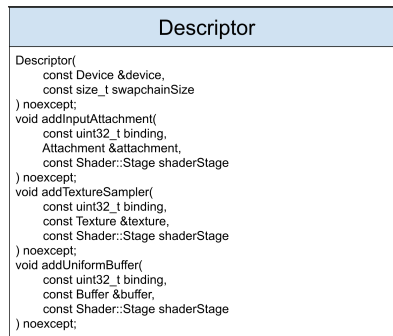 Descriptor
Descriptor(
const Device &device,
const size_t swapchainSize
) noexcept;
void addInputAttachment(
const uint32_t binding,
Attachment &attachment,
const Shader::Stage shaderStage
) noexcept;
void addTextureSampler(
const uint32_t binding,
const Texture &texture,
const Shader::Stage shaderStage
) noexcept;
void addUniformBuffer(
const uint32_t binding,
const Buffer &buffer,
const Shader::Stage shaderStage
) noexcept;